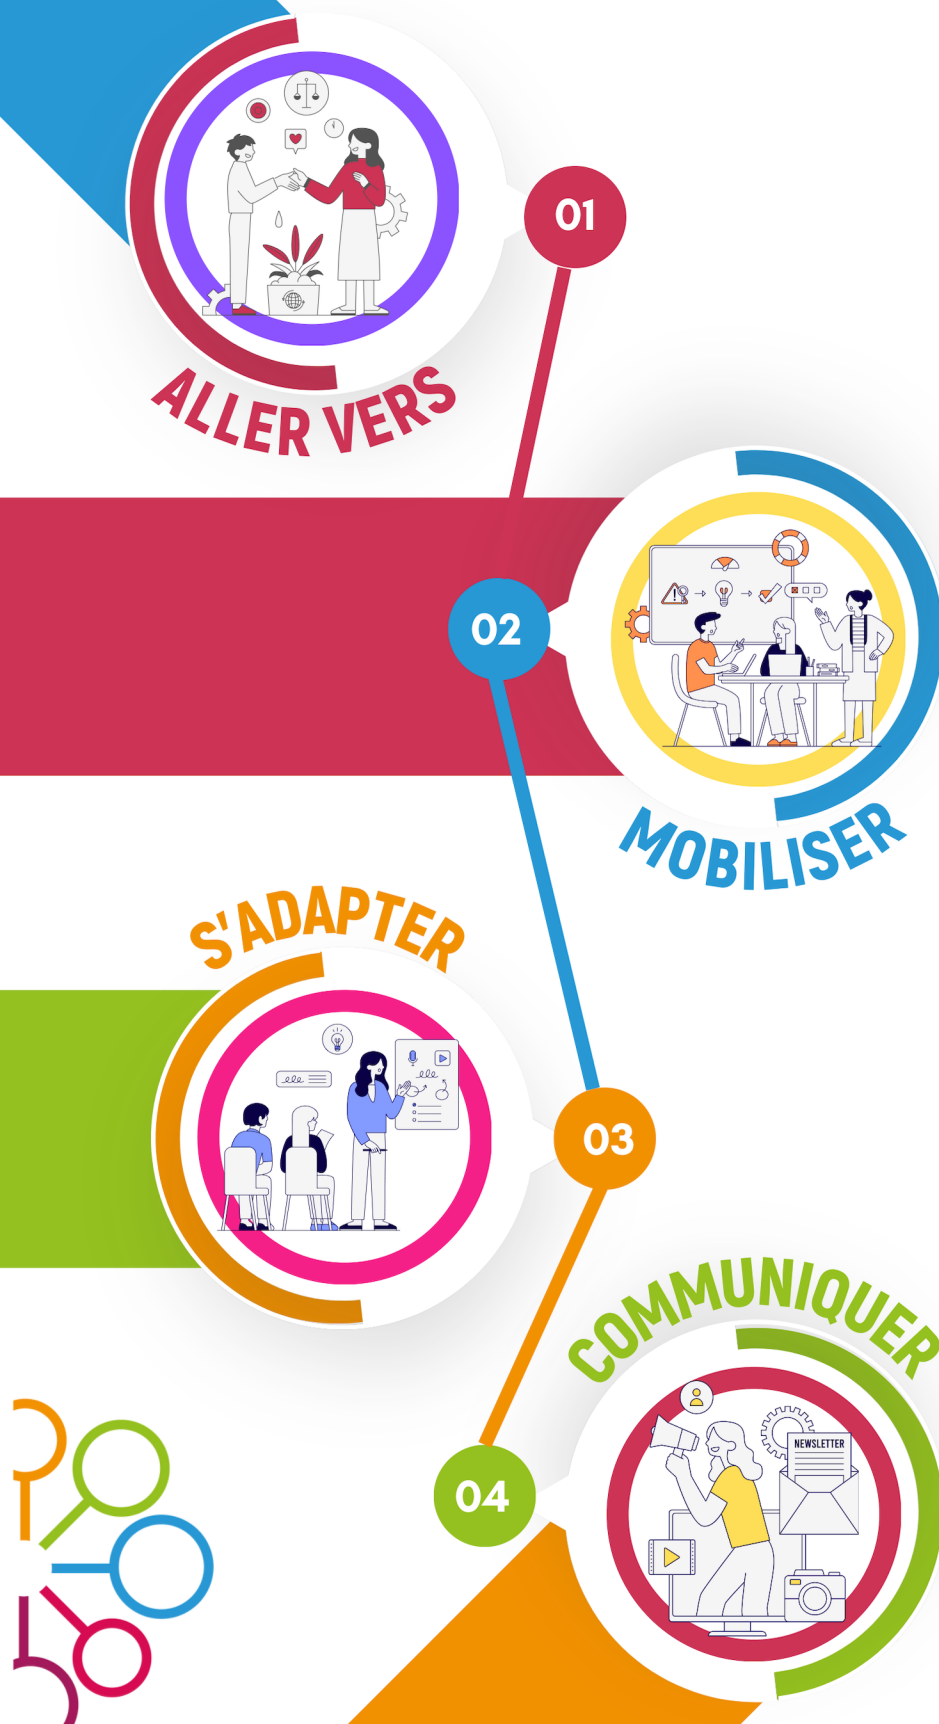 01
ALLER VERS
02
MOBILISER
S'ADAPTER
03
COMMUNIQUER
NEWSLETTER
04